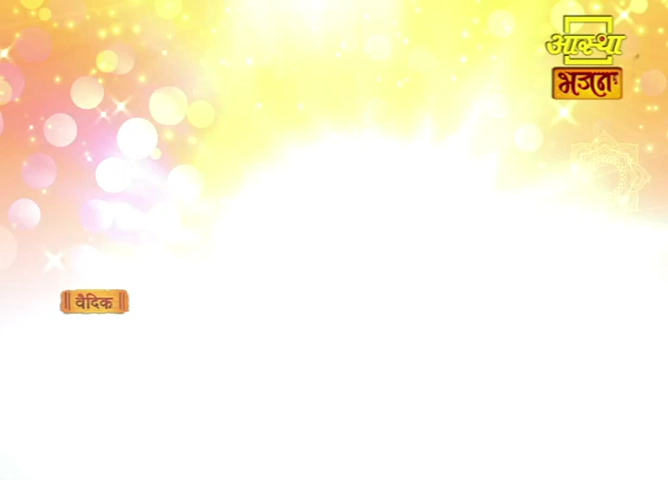 आस्था
भजन
॥ वैदिक ॥